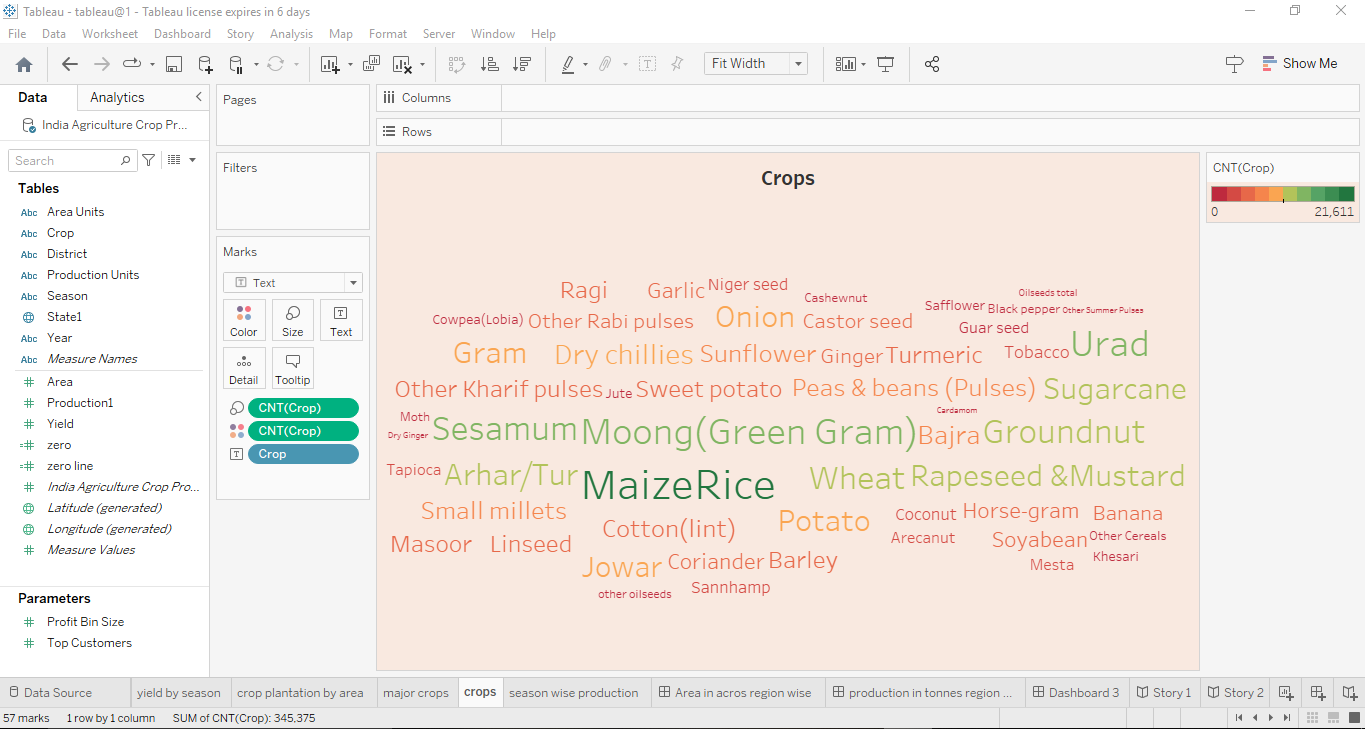 Tableau - tableau@1 - Tableau license expires in 6 days
File Data Worksheet Dashboard Story Analysis Map Format Server Window Help
Fit Width
Show Me
Data Analytics
India Agriculture Crop Pr...
Search
Tables
Abc Area Units
Abc Crop
Abc District
Abc Production Units
Abc Season
State1
Abc Year
Abc Measure Names
Area
Production1
Yield
zero
zero line
India Agriculture Crop Pro...
Latitude (generated)
Longitude (generated)
Measure Values
Parameters
Profit Bin Size
Top Customers
Pages
Filters
Marks
Text
Color Size Text
Detail Tooltip
CNT(Crop)
CNT(Crop)
Crop
Columns
Rows
Crops
Ragi Garlic Niger seed Cashewnut Oilseeds total
Cowpea(Lobia) Other Rabi pulses Onion Castor seed Safflower Black pepper Other Summer Pulses
Guar seed
Gram Dry chillies Sunflower Ginger Turmeric Tobacco Urad
Other Kharif pulses Jute Sweet potato Peas & beans (Pulses) Sugarcane
Moth Cardamom
Dry Ginger Sesamum Moong(Green Gram) Bajra Groundnut
Tapioca Arhar/Tur Maize Rice Wheat Rapeseed &Mustard
Small millets Cotton(lint) Potato Coconut Horse-gram Banana
Masoor Linseed Arecanut Soyabean Other Cereals
Jowar Coriander Barley Mesta Khesari
other oilseeds Sannhamp
CNT(Crop)
0 21,611
Data Source yield by season crop plantation by area major crops crops season wise production Area in acros region wise production in tonnes region ... Dashboard 3 Story 1 Story 2
57 marks 1 row by 1 column SUM of CNT(Crop): 345,375